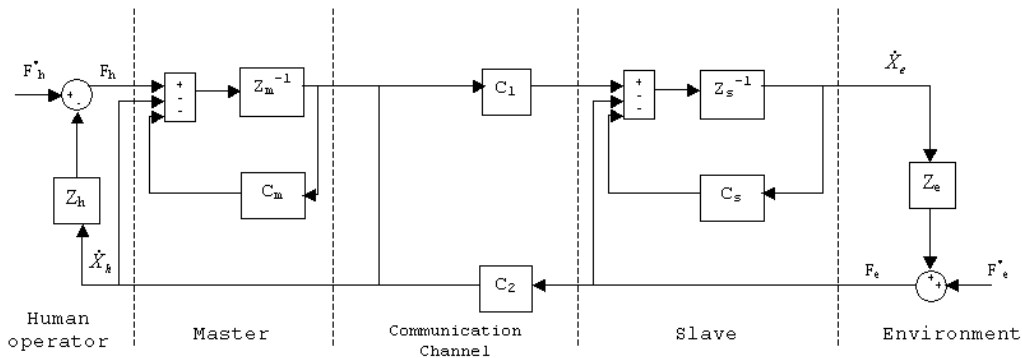 F*h
Fh
+
-
+
-
-
Zm⁻¹
C1
+
-
-
Zs⁻¹
Ẋe
Zh
Cm
Cs
Ze
Ẋh
C2
Fe
+
+
F*e
Human operator
Master
Communication Channel
Slave
Environment